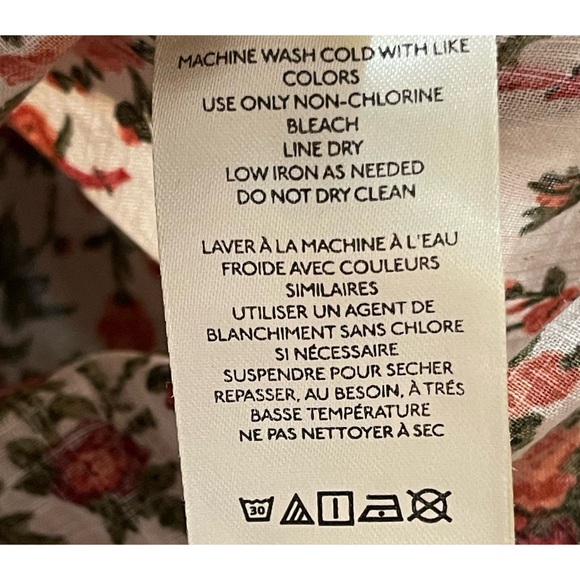 MACHINE WASH COLD WITH LIKE
COLORS
USE ONLY NON-CHLORINE
BLEACH
LINE DRY
LOW IRON AS NEEDED
DO NOT DRY CLEAN
LAVER À LA MACHINE À L'EAU
FROIDE AVEC COULEURS
SIMILAIRES
UTILISER UN AGENT DE
BLANCHIMENT SANS CHLORE
SI NÉCESSAIRE
SUSPENDRE POUR SECHER
REPASSER, AU BESOIN, À TRÉS
BASSE TEMPÉRATURE
NE PAS NETTOYER À SEC
30